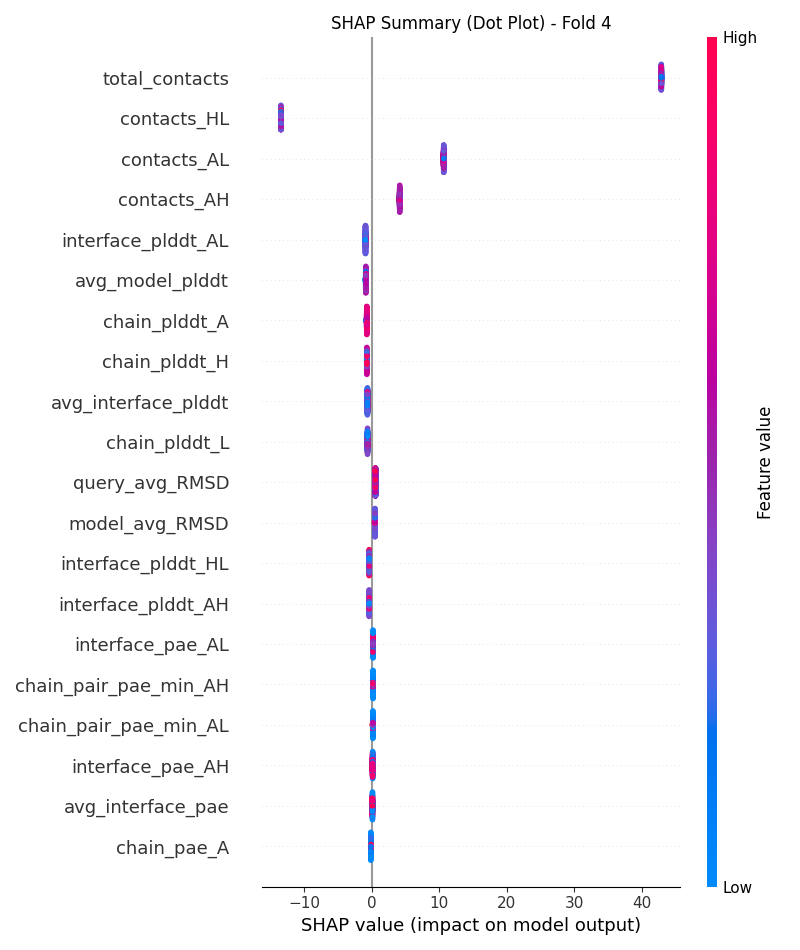 SHAP Summary (Dot Plot) - Fold 4
High
total_contacts
contacts_HL
contacts_AL
contacts_AH
interface_plddt_AL
avg_model_plddt
chain_plddt_A
chain_plddt_H
avg_interface_plddt
chain_plddt_L
query_avg_RMSD
model_avg_RMSD
interface_plddt_HL
interface_plddt_AH
interface_pae_AL
chain_pair_pae_min_AH
chain_pair_pae_min_AL
interface_pae_AH
avg_interface_pae
chain_pae_A
Feature value
Low
−10 0 10 20 30 40
SHAP value (impact on model output)